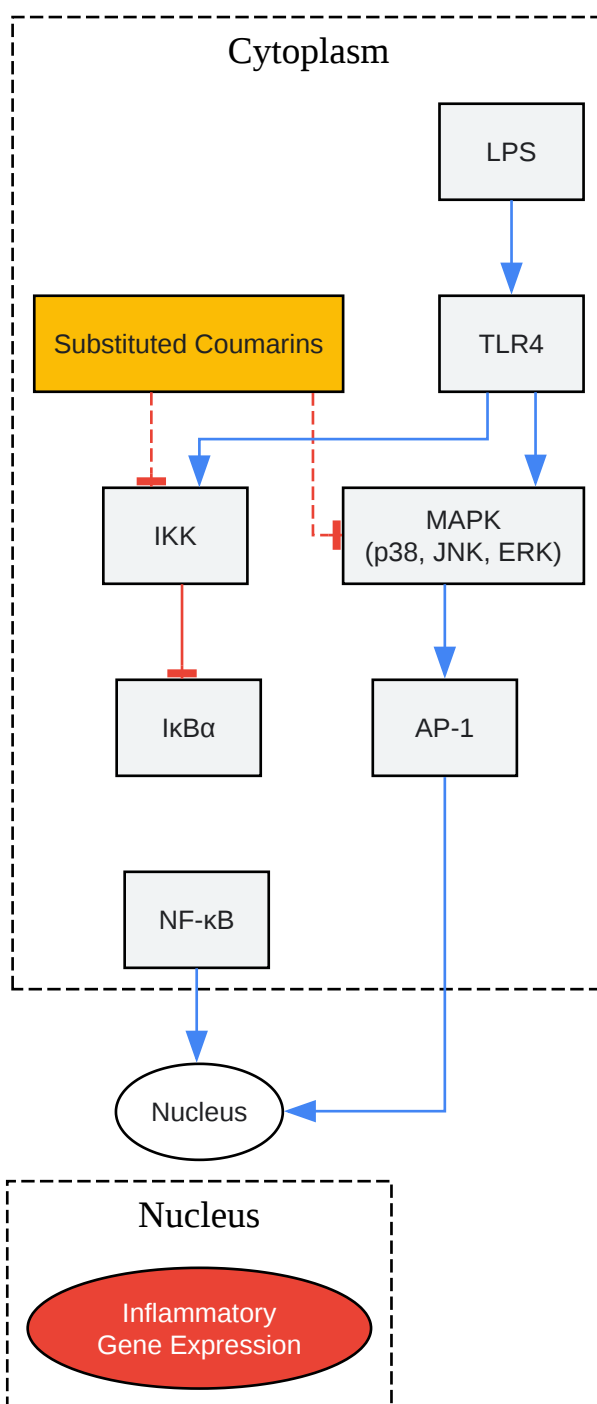 Cytoplasm
LPS
Substituted Coumarins
TLR4
IKK
MAPK
(p38, JNK, ERK)
IκBα
AP-1
NF-κB
Nucleus
Nucleus
Inflammatory
Gene Expression